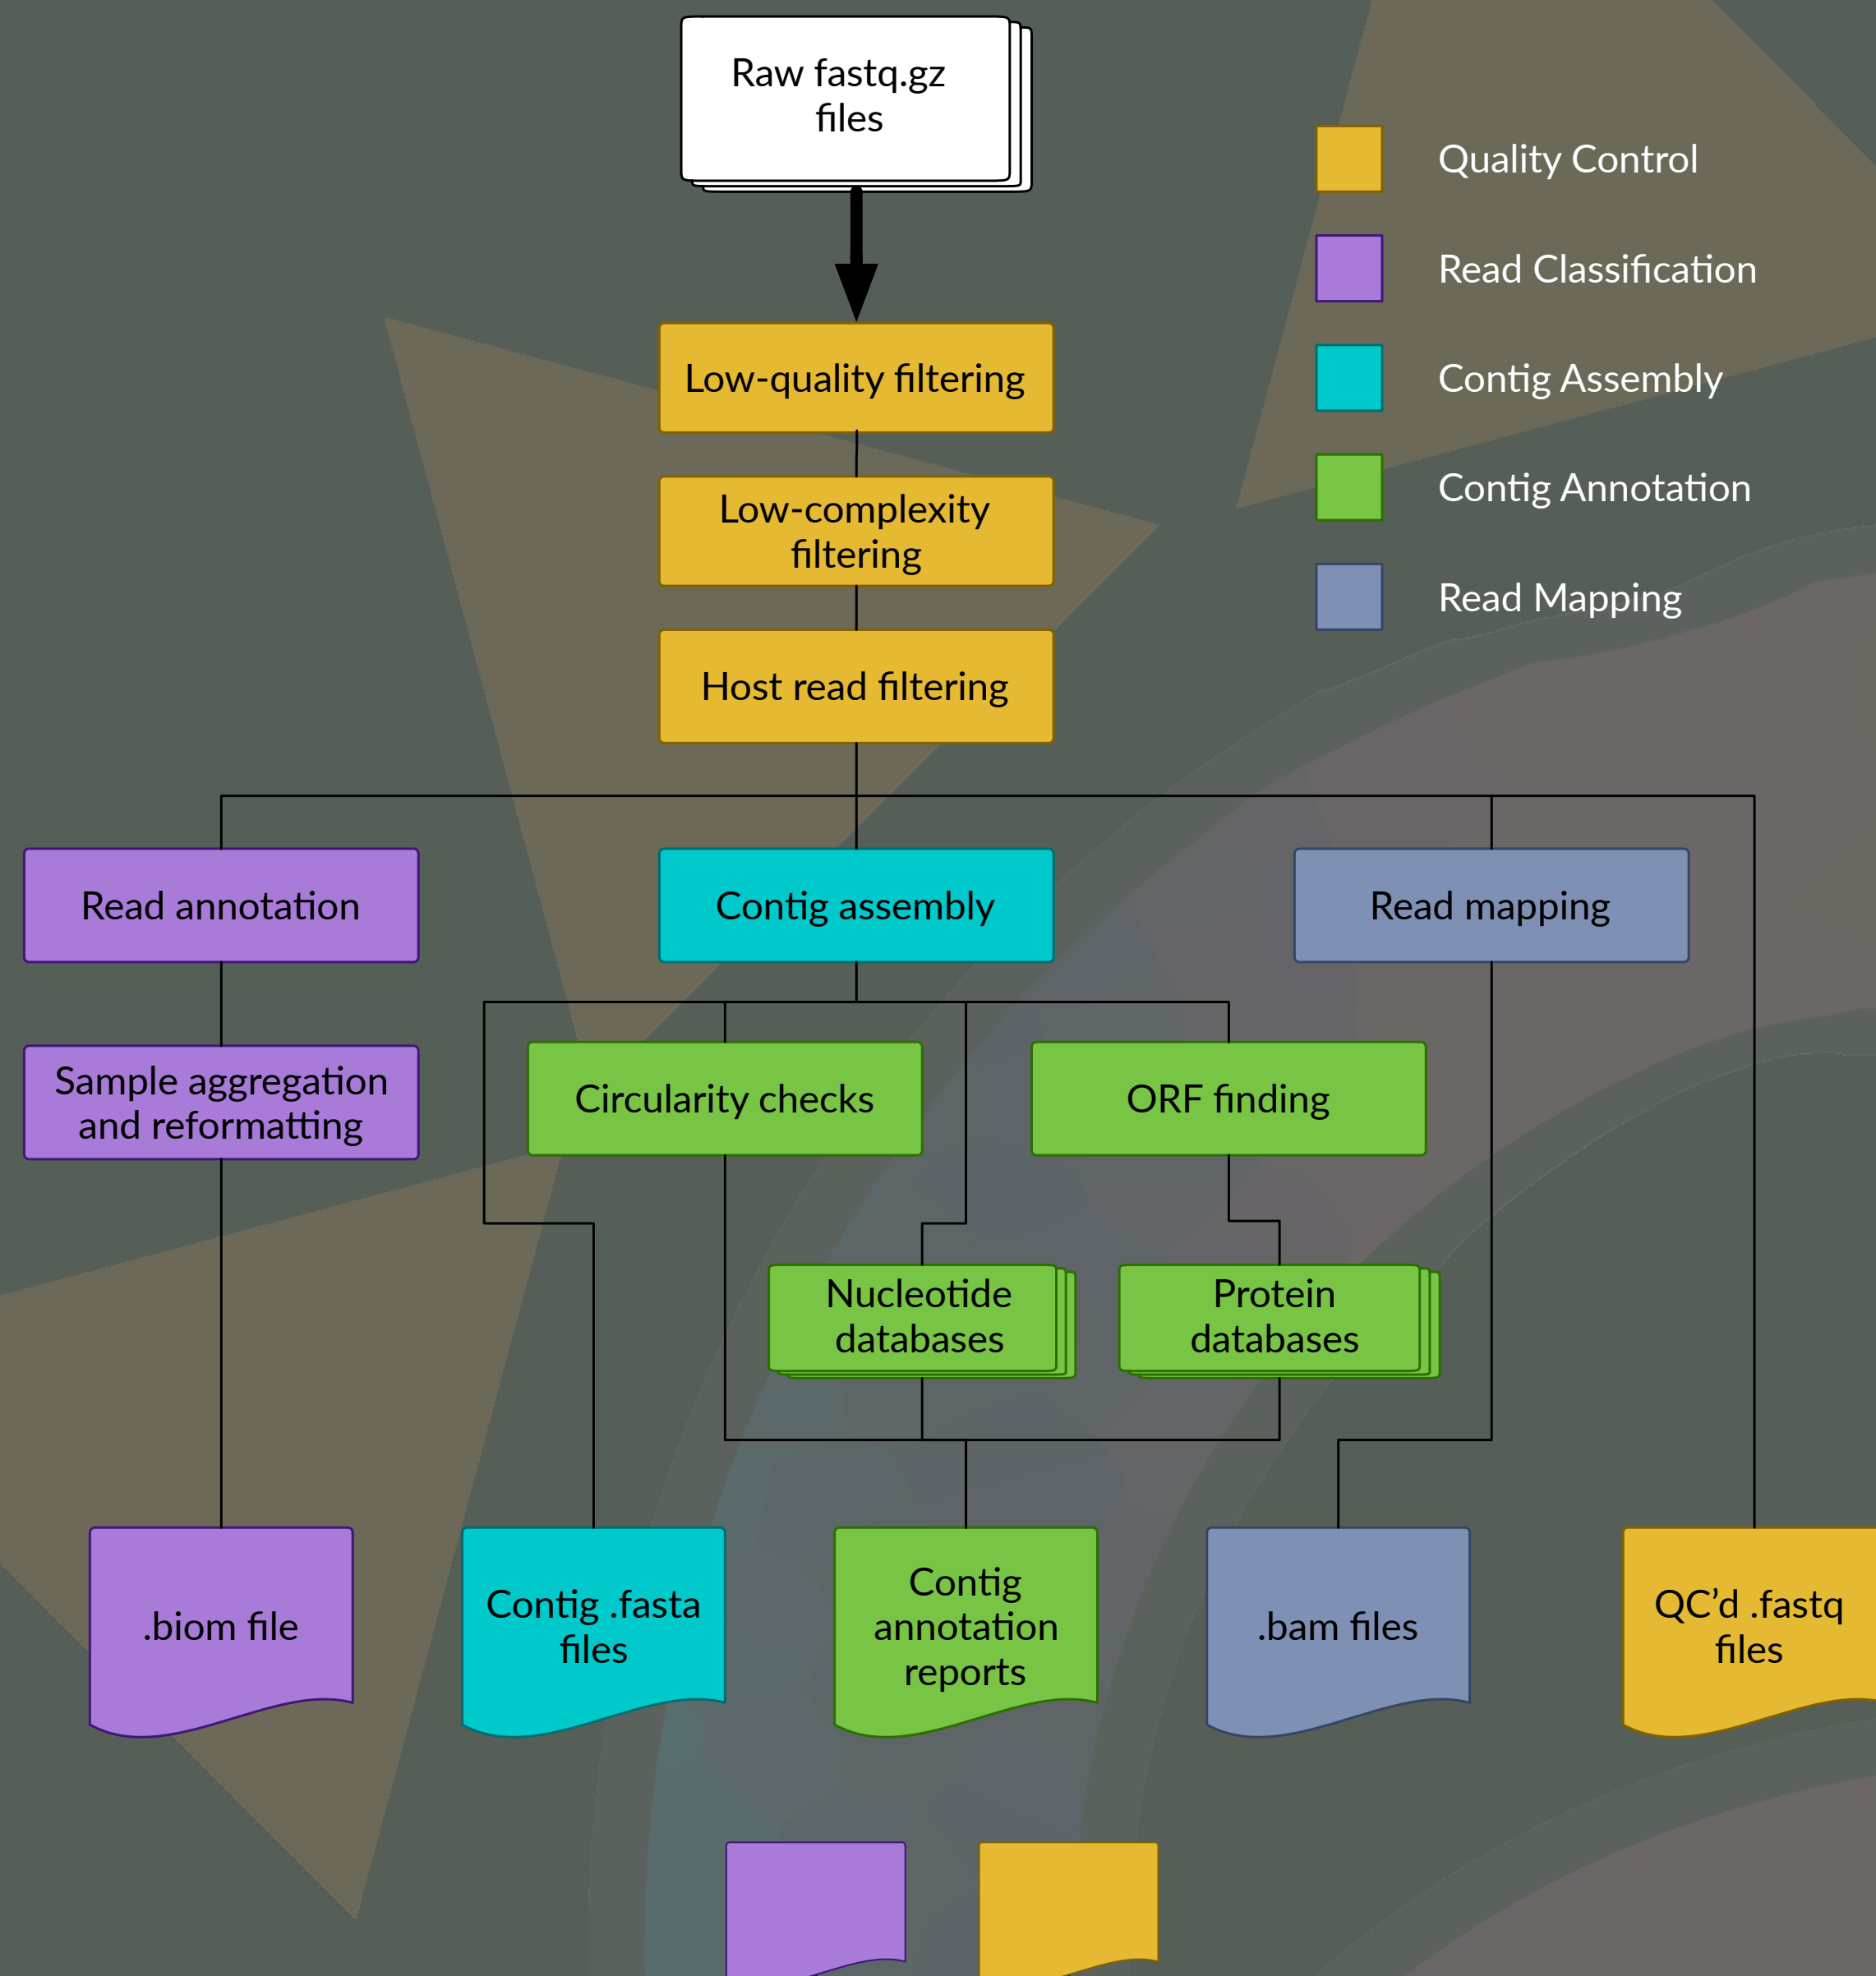 Raw fastq.gz
files
Quality Control
Read Classification
Contig Assembly
Contig Annotation
Read Mapping
Low-quality filtering
Low-complexity
filtering
Host read filtering
Read annotation
Contig assembly
Read mapping
Sample aggregation
and reformatting
Circularity checks
ORF finding
Nucleotide
databases
Protein
databases
.biom file
Contig .fasta
files
Contig
annotation
reports
.bam files
QC’d .fastq
files